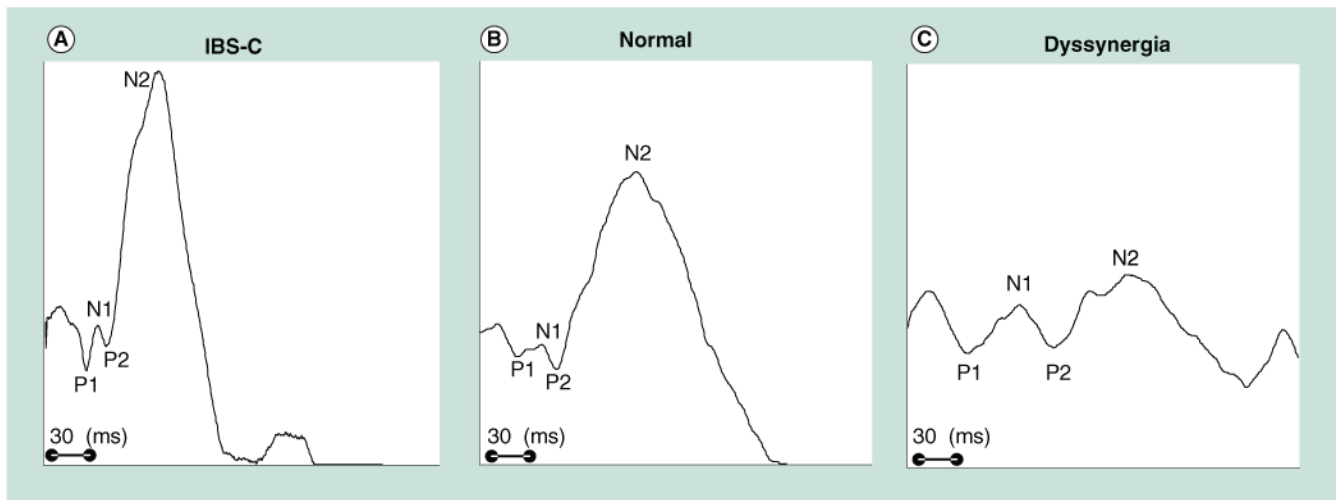 A IBS-C
N2
N1
P2
P1
30 (ms)
B Normal
N2
N1
P1
P2
30 (ms)
C Dyssynergia
N2
N1
P1
P2
30 (ms)